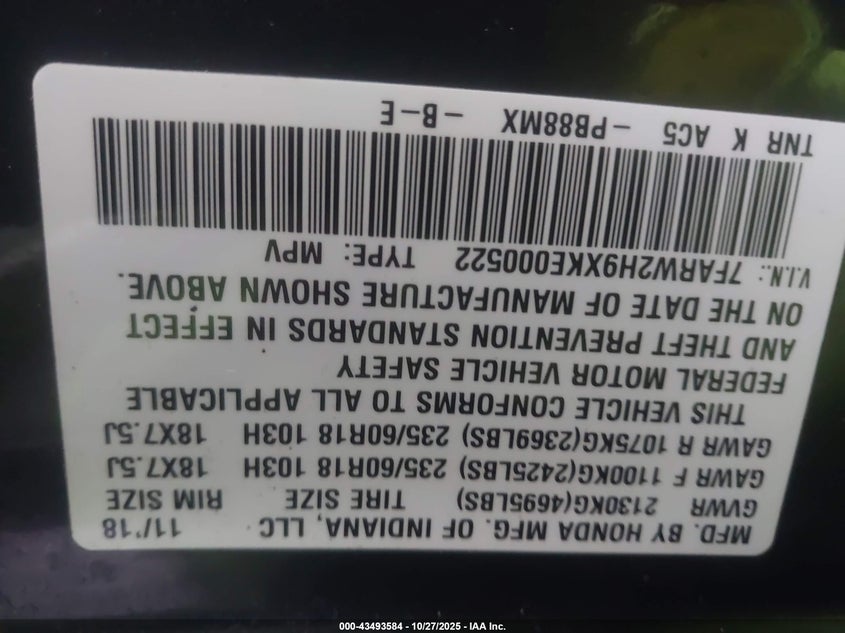 MFD. BY HONDA MFG. OF INDIANA, LLC 11/'18
GVWR 2130KG(4695LBS) TIRE SIZE RIM SIZE
GAWR F 1100KG(2425LBS) 235/60R18 103H 18X7.5J
GAWR R 1075KG(2369LBS) 235/60R18 103H 18X7.5J
THIS VEHICLE CONFORMS TO ALL APPLICABLE
FEDERAL MOTOR VEHICLE SAFETY
AND THEFT PREVENTION STANDARDS IN EFFECT
ON THE DATE OF MANUFACTURE SHOWN ABOVE.
V.I.N.: 7FARW2H9XKE000522 TYPE: MPV
TNR K AC5 -PB88MX -B-E
000-43493584 - 10/27/2025 - IAA Inc.